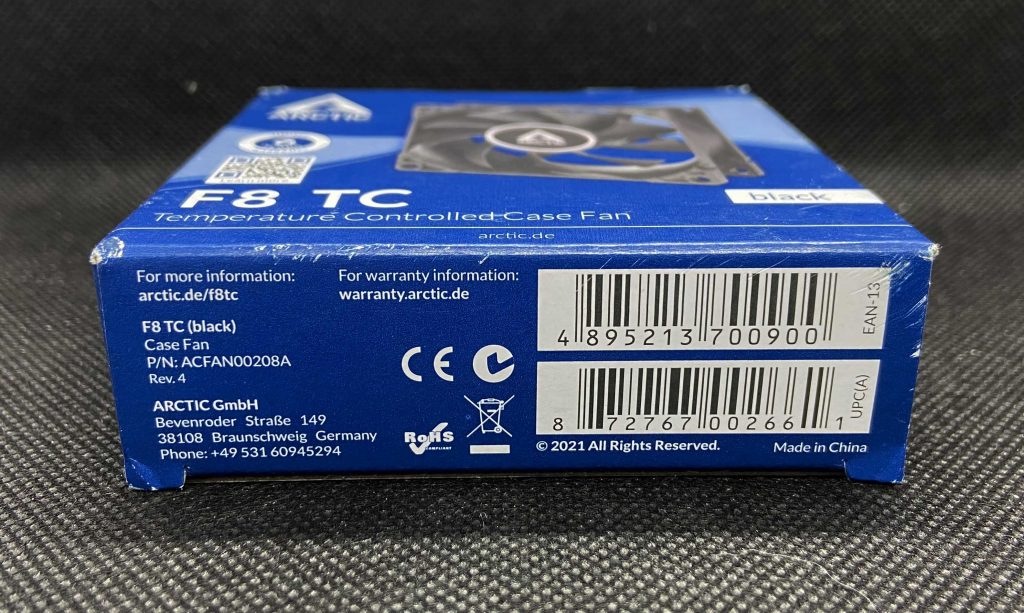 ARCTIC
F8 TC
Temperature Controlled Case Fan
black
arctic.de
For more information:
arctic.de/f8tc
For warranty information:
warranty.arctic.de
F8 TC (black)
Case Fan
P/N: ACFAN00208A
Rev. 4
ARCTIC GmbH
Bevenroder Straße 149
38108 Braunschweig Germany
Phone: +49 531 60945294
CE
RoHS
COMPLIANT
4 895213 700900
EAN-13
8 72767 00266 1
UPC(A)
© 2021 All Rights Reserved.
Made in China